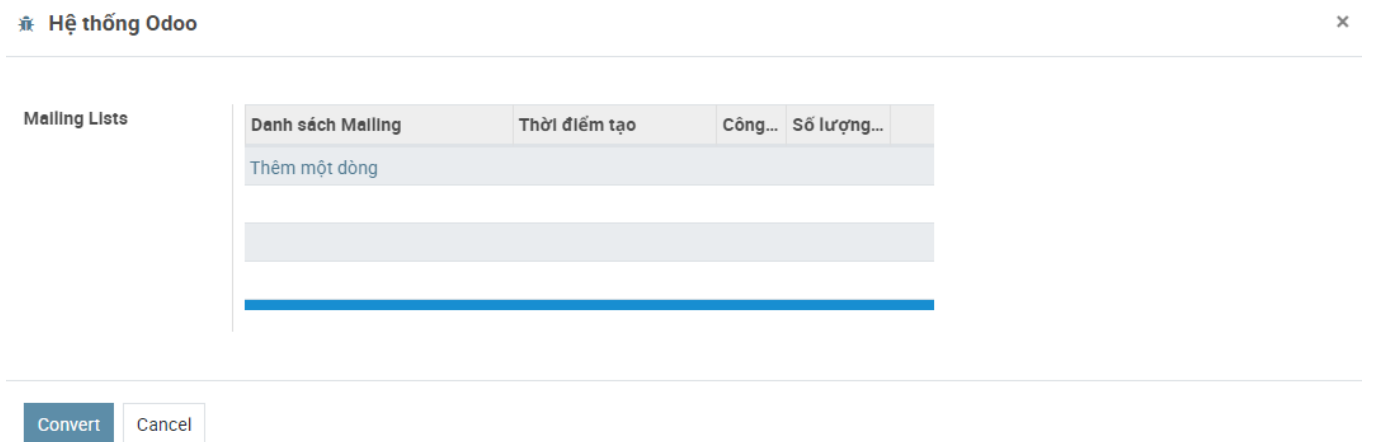 Hệ thống Odoo
×
Mailing Lists
Danh sách Mailing Thời điểm tạo Công... Số lượng...
Thêm một dòng
Convert Cancel